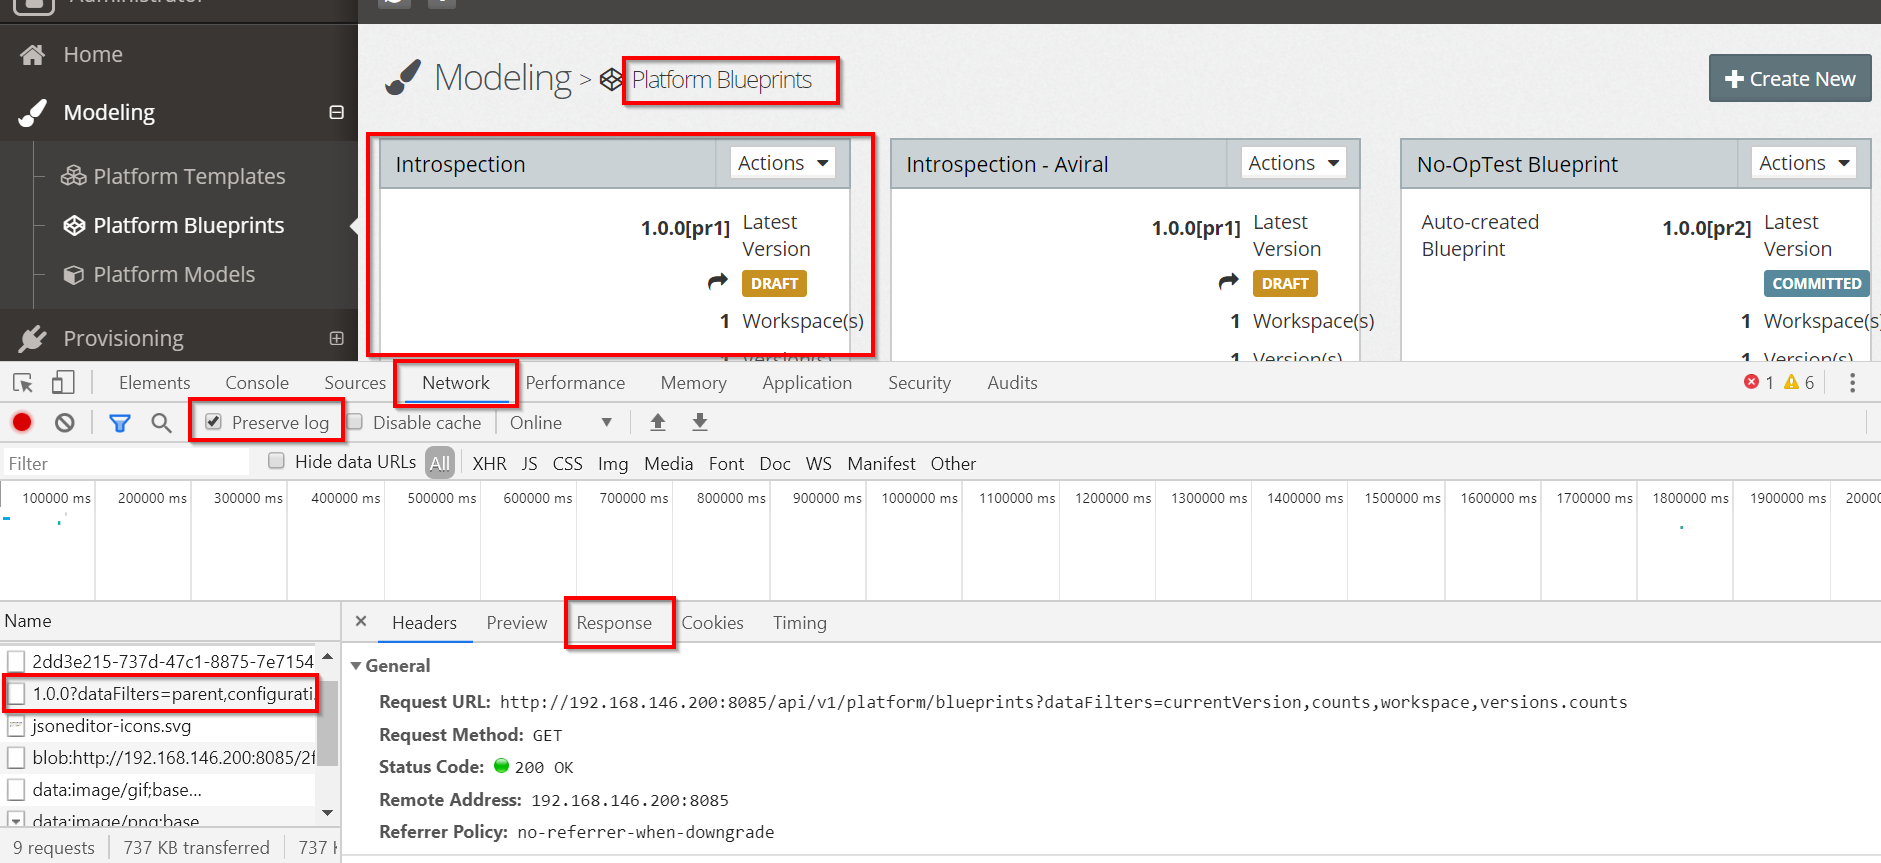 Administrator
Home
Modeling
Platform Templates
Platform Blueprints
Platform Models
Provisioning
Modeling > Platform Blueprints
Create New
Introspection
Actions
1.0.0[pr1] Latest Version
DRAFT
1 Workspace(s)
1 Version(s)
Introspection - Aviral
Actions
1.0.0[pr1] Latest Version
DRAFT
1 Workspace(s)
1 Version(s)
No-OpTest Blueprint
Actions
Auto-created Blueprint
1.0.0[pr2] Latest Version
COMMITTED
1 Workspace(s)
1 Version(s)
Elements Console Sources Network Performance Memory Application Security Audits 1 6
Preserve log Disable cache Online
Filter Hide data URLs All XHR JS CSS Img Media Font Doc WS Manifest Other
100000 ms 200000 ms 300000 ms 400000 ms 500000 ms 600000 ms 700000 ms 800000 ms 900000 ms 1000000 ms 1100000 ms 1200000 ms 1300000 ms 1400000 ms 1500000 ms 1600000 ms 1700000 ms 1800000 ms 1900000 ms 20000
Name
2dd3e215-737d-47c1-8875-7e7154
1.0.0?dataFilters=parent,configurati...
jsoneditor-icons.svg
blob:http://192.168.146.200:8085/2f
data:image/gif;base...
data:image/png;base...
9 requests 737 KB transferred 737 K
× Headers Preview Response Cookies Timing
General
Request URL: http://192.168.146.200:8085/api/v1/platform/blueprints?dataFilters=currentVersion,counts,workspace,versions.counts
Request Method: GET
Status Code: 200 OK
Remote Address: 192.168.146.200:8085
Referrer Policy: no-referrer-when-downgrade